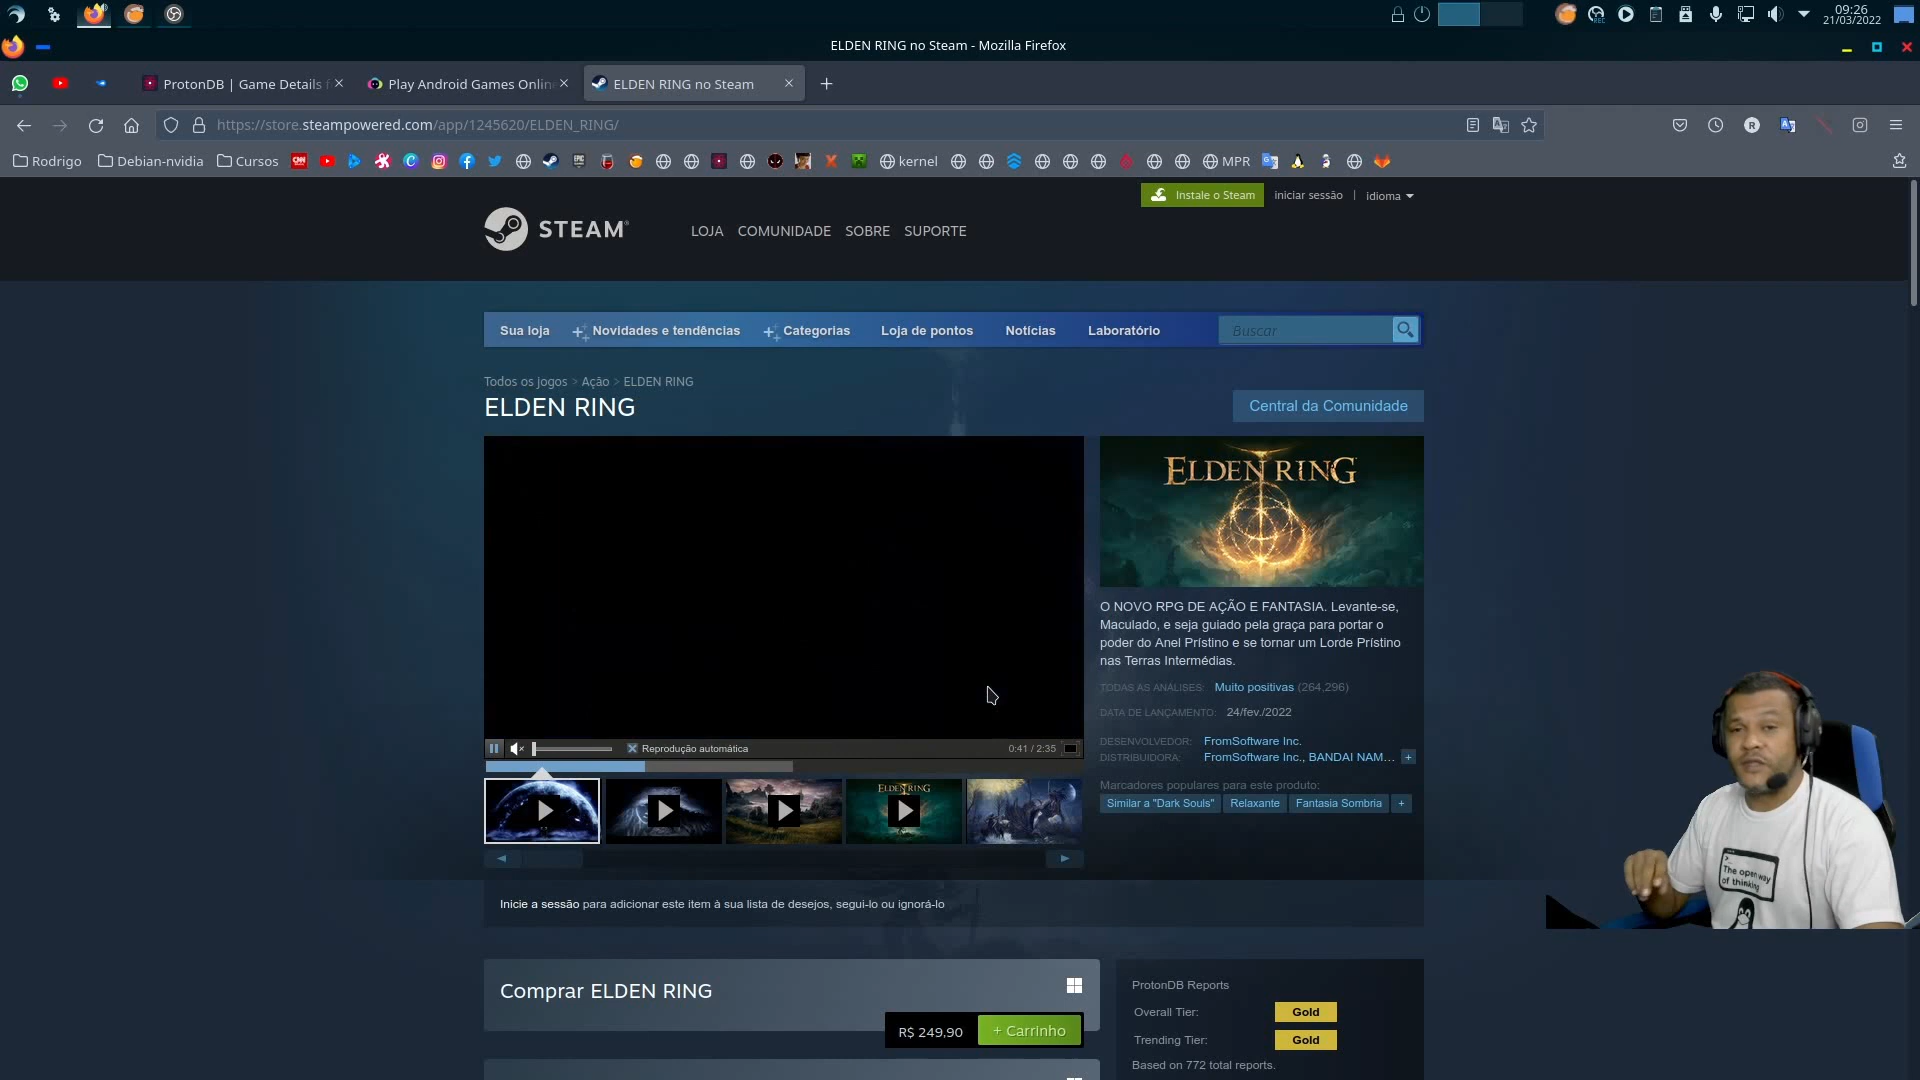 09:26
21/03/2022
ELDEN RING no Steam - Mozilla Firefox
ProtonDB | Game Details f
Play Android Games Online
ELDEN RING no Steam
https://store.steampowered.com/app/1245620/ELDEN_RING/
Rodrigo
Debian-nvidia
Cursos
kernel
MPR
Instale o Steam
iniciar sessão
|
idioma
STEAM
LOJA
COMUNIDADE
SOBRE
SUPORTE
Sua loja
Novidades e tendências
Categorias
Loja de pontos
Notícias
Laboratório
Buscar
Todos os jogos > Ação > ELDEN RING
ELDEN RING
Central da Comunidade
ELDEN RING
O NOVO RPG DE AÇÃO E FANTASIA. Levante-se,
Maculado, e seja guiado pela graça para portar o
poder do Anel Prístino e se tornar um Lorde Prístino
nas Terras Intermédias.
TODAS AS ANÁLISES: Muito positivas (264,296)
DATA DE LANÇAMENTO: 24/fev./2022
DESENVOLVEDOR: FromSoftware Inc.
DISTRIBUIDORA: FromSoftware Inc., BANDAI NAM... +
Marcadores populares para este produto:
Similar a "Dark Souls"
Relaxante
Fantasia Sombria
+
Reprodução automática
0:41 / 2:35
ELDEN RING
The open way
of thinking
Inicie a sessão para adicionar este item à sua lista de desejos, segui-lo ou ignorá-lo
Comprar ELDEN RING
R$ 249,90
+ Carrinho
ProtonDB Reports
Overall Tier: Gold
Trending Tier: Gold
Based on 772 total reports.